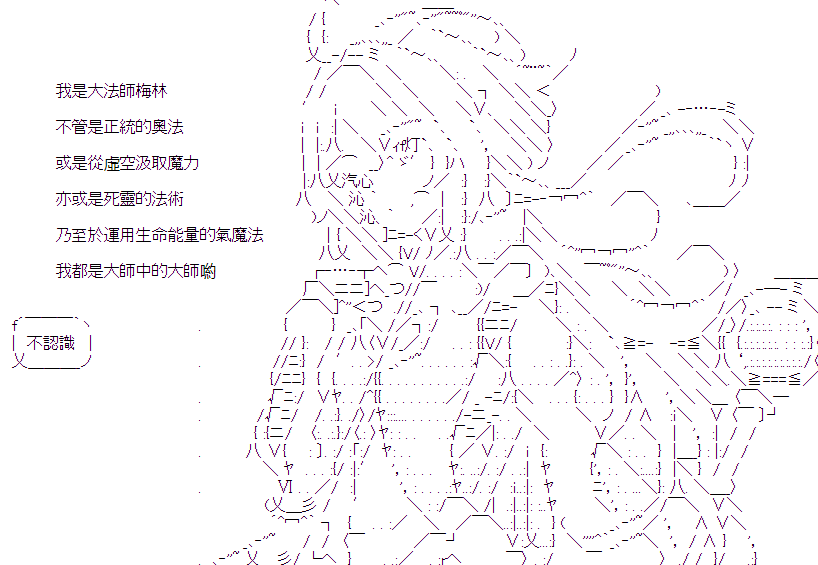 我是大法師梅林
不管是正統的奧法
或是從虛空汲取魔力
亦或是死靈的法術
乃至於運用生命能量的氣魔法
我都是大師中的大師喲
不認識